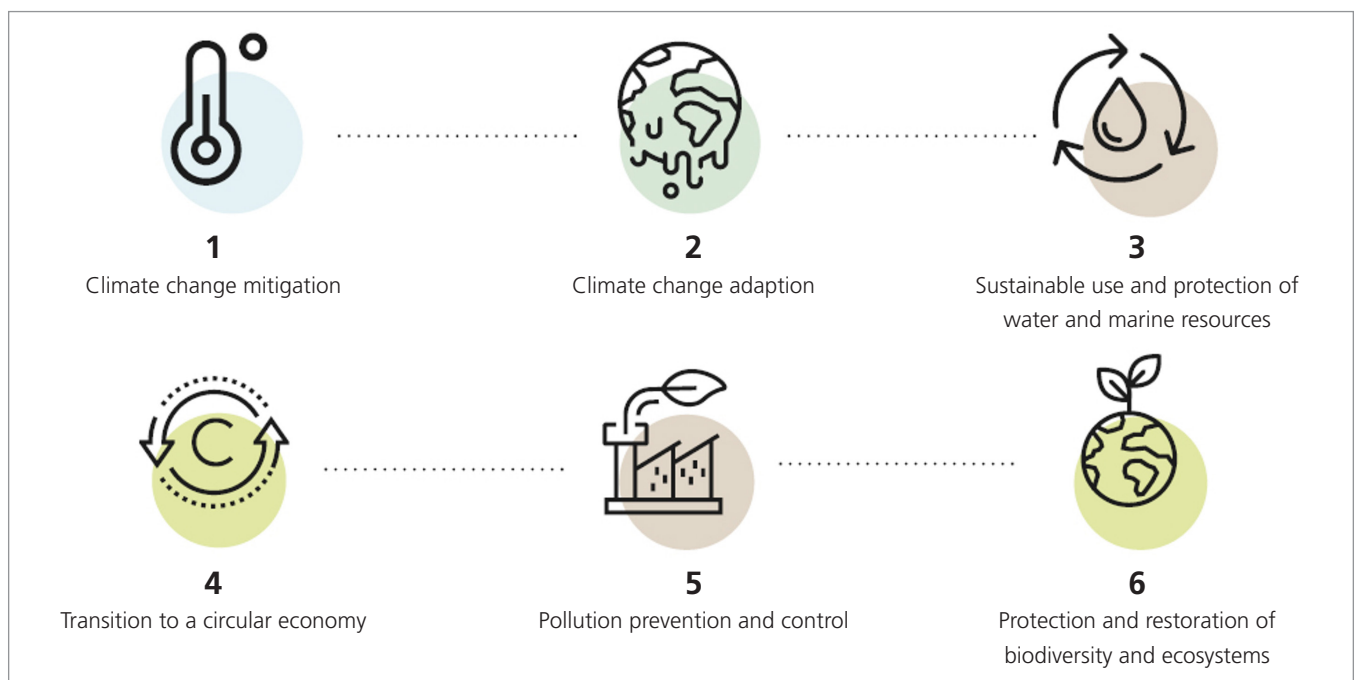 1
Climate change mitigation
2
Climate change adaption
3
Sustainable use and protection of
water and marine resources
4
Transition to a circular economy
5
Pollution prevention and control
6
Protection and restoration of
biodiversity and ecosystems